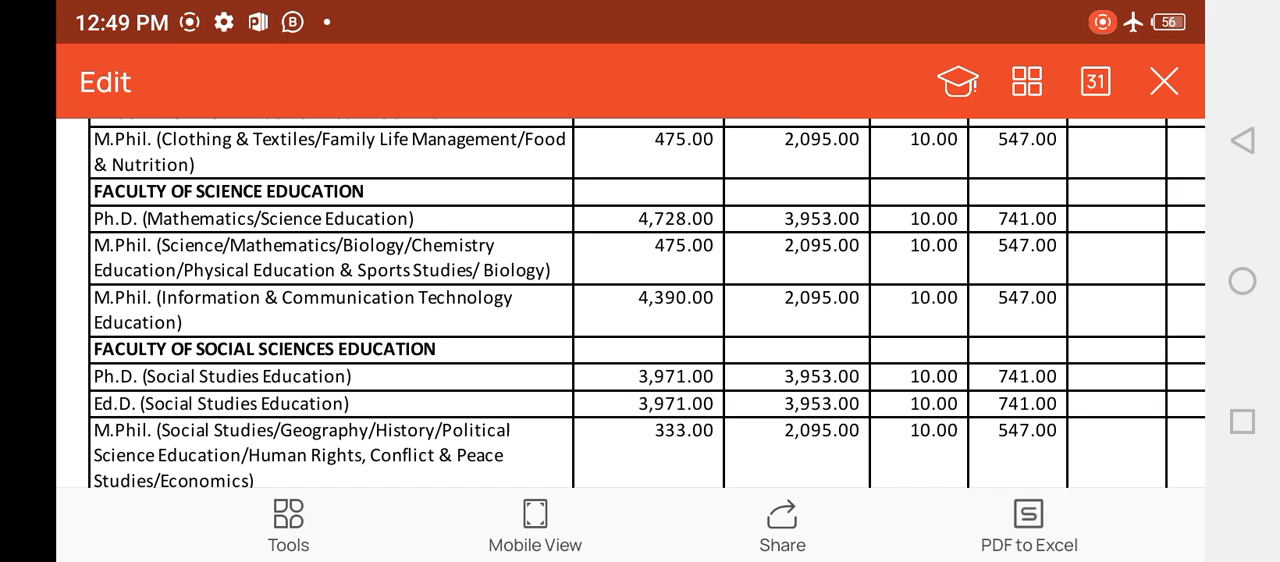 12:49 PM
56
Edit
31
M.Phil. (Clothing & Textiles/Family Life Management/Food & Nutrition) 475.00 2,095.00 10.00 547.00
FACULTY OF SCIENCE EDUCATION
Ph.D. (Mathematics/Science Education) 4,728.00 3,953.00 10.00 741.00
M.Phil. (Science/Mathematics/Biology/Chemistry 475.00 2,095.00 10.00 547.00
Education/Physical Education & Sports Studies/ Biology)
M.Phil. (Information & Communication Technology 4,390.00 2,095.00 10.00 547.00
Education)
FACULTY OF SOCIAL SCIENCES EDUCATION
Ph.D. (Social Studies Education) 3,971.00 3,953.00 10.00 741.00
Ed.D. (Social Studies Education) 3,971.00 3,953.00 10.00 741.00
M.Phil. (Social Studies/Geography/History/Political 333.00 2,095.00 10.00 547.00
Science Education/Human Rights, Conflict & Peace
Studies/Economics)
Tools Mobile View Share PDF to Excel